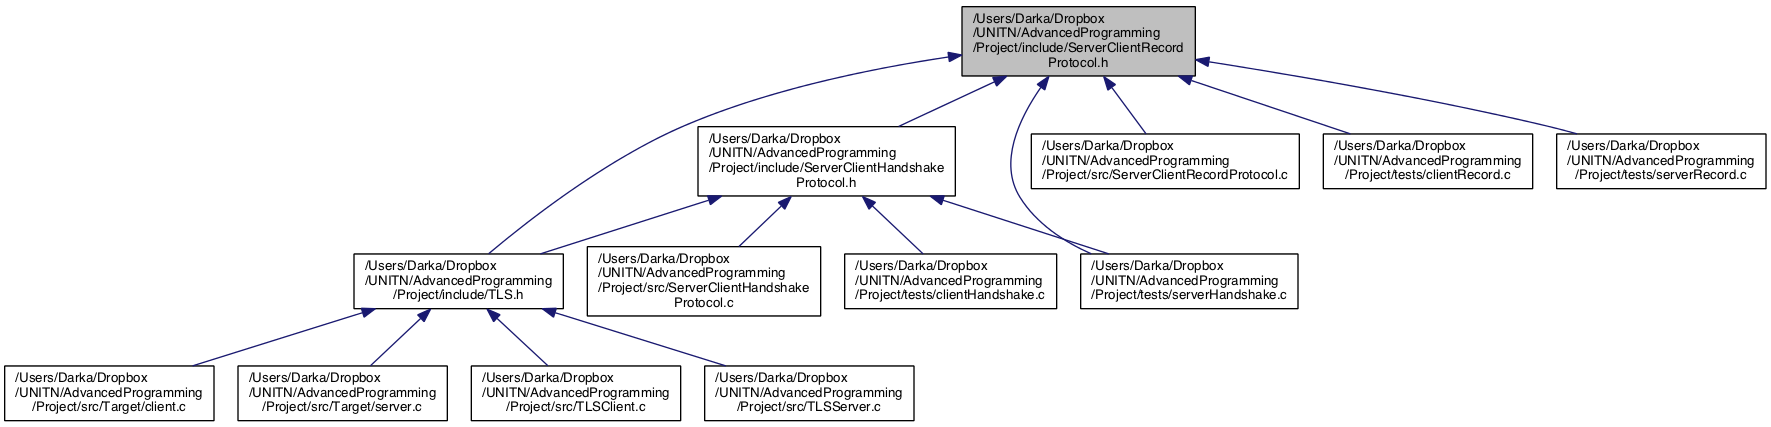 /Users/Darka/Dropbox
/UNITN/AdvancedProgramming
/Project/include/ServerClientRecord
Protocol.h
/Users/Darka/Dropbox
/UNITN/AdvancedProgramming
/Project/include/ServerClientHandshake
Protocol.h
/Users/Darka/Dropbox
/UNITN/AdvancedProgramming
/Project/src/ServerClientRecordProtocol.c
/Users/Darka/Dropbox
/UNITN/AdvancedProgramming
/Project/tests/clientRecord.c
/Users/Darka/Dropbox
/UNITN/AdvancedProgramming
/Project/tests/serverRecord.c
/Users/Darka/Dropbox
/UNITN/AdvancedProgramming
/Project/include/TLS.h
/Users/Darka/Dropbox
/UNITN/AdvancedProgramming
/Project/src/ServerClientHandshake
Protocol.c
/Users/Darka/Dropbox
/UNITN/AdvancedProgramming
/Project/tests/clientHandshake.c
/Users/Darka/Dropbox
/UNITN/AdvancedProgramming
/Project/tests/serverHandshake.c
/Users/Darka/Dropbox
/UNITN/AdvancedProgramming
/Project/src/Target/client.c
/Users/Darka/Dropbox
/UNITN/AdvancedProgramming
/Project/src/Target/server.c
/Users/Darka/Dropbox
/UNITN/AdvancedProgramming
/Project/src/TLSClient.c
/Users/Darka/Dropbox
/UNITN/AdvancedProgramming
/Project/src/TLSServer.c